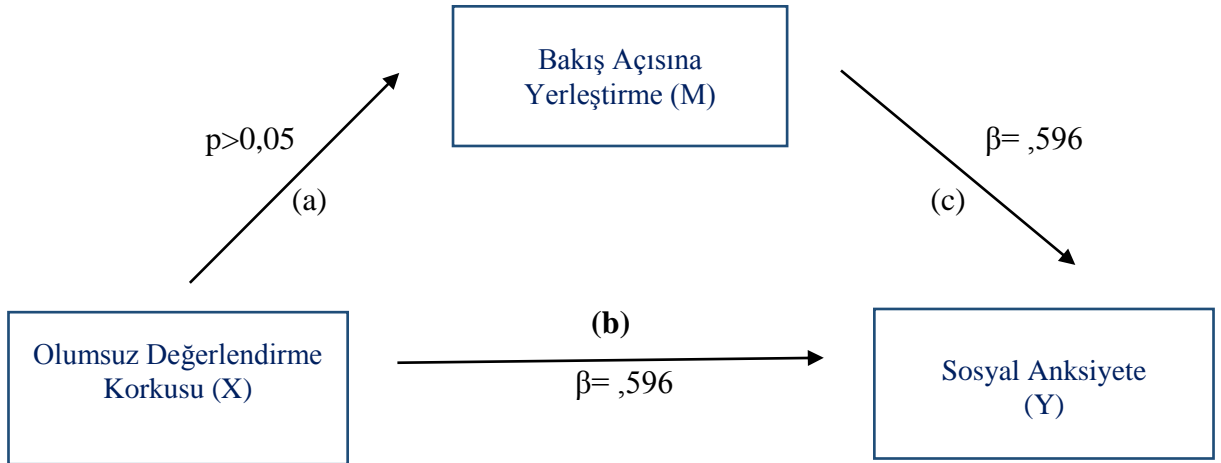 Bakış Açısına
Yerleştirme (M)
p>0,05
β= ,596
(a)
(c)
(b)
β= ,596
Olumsuz Değerlendirme
Korkusu (X)
Sosyal Anksiyete
(Y)